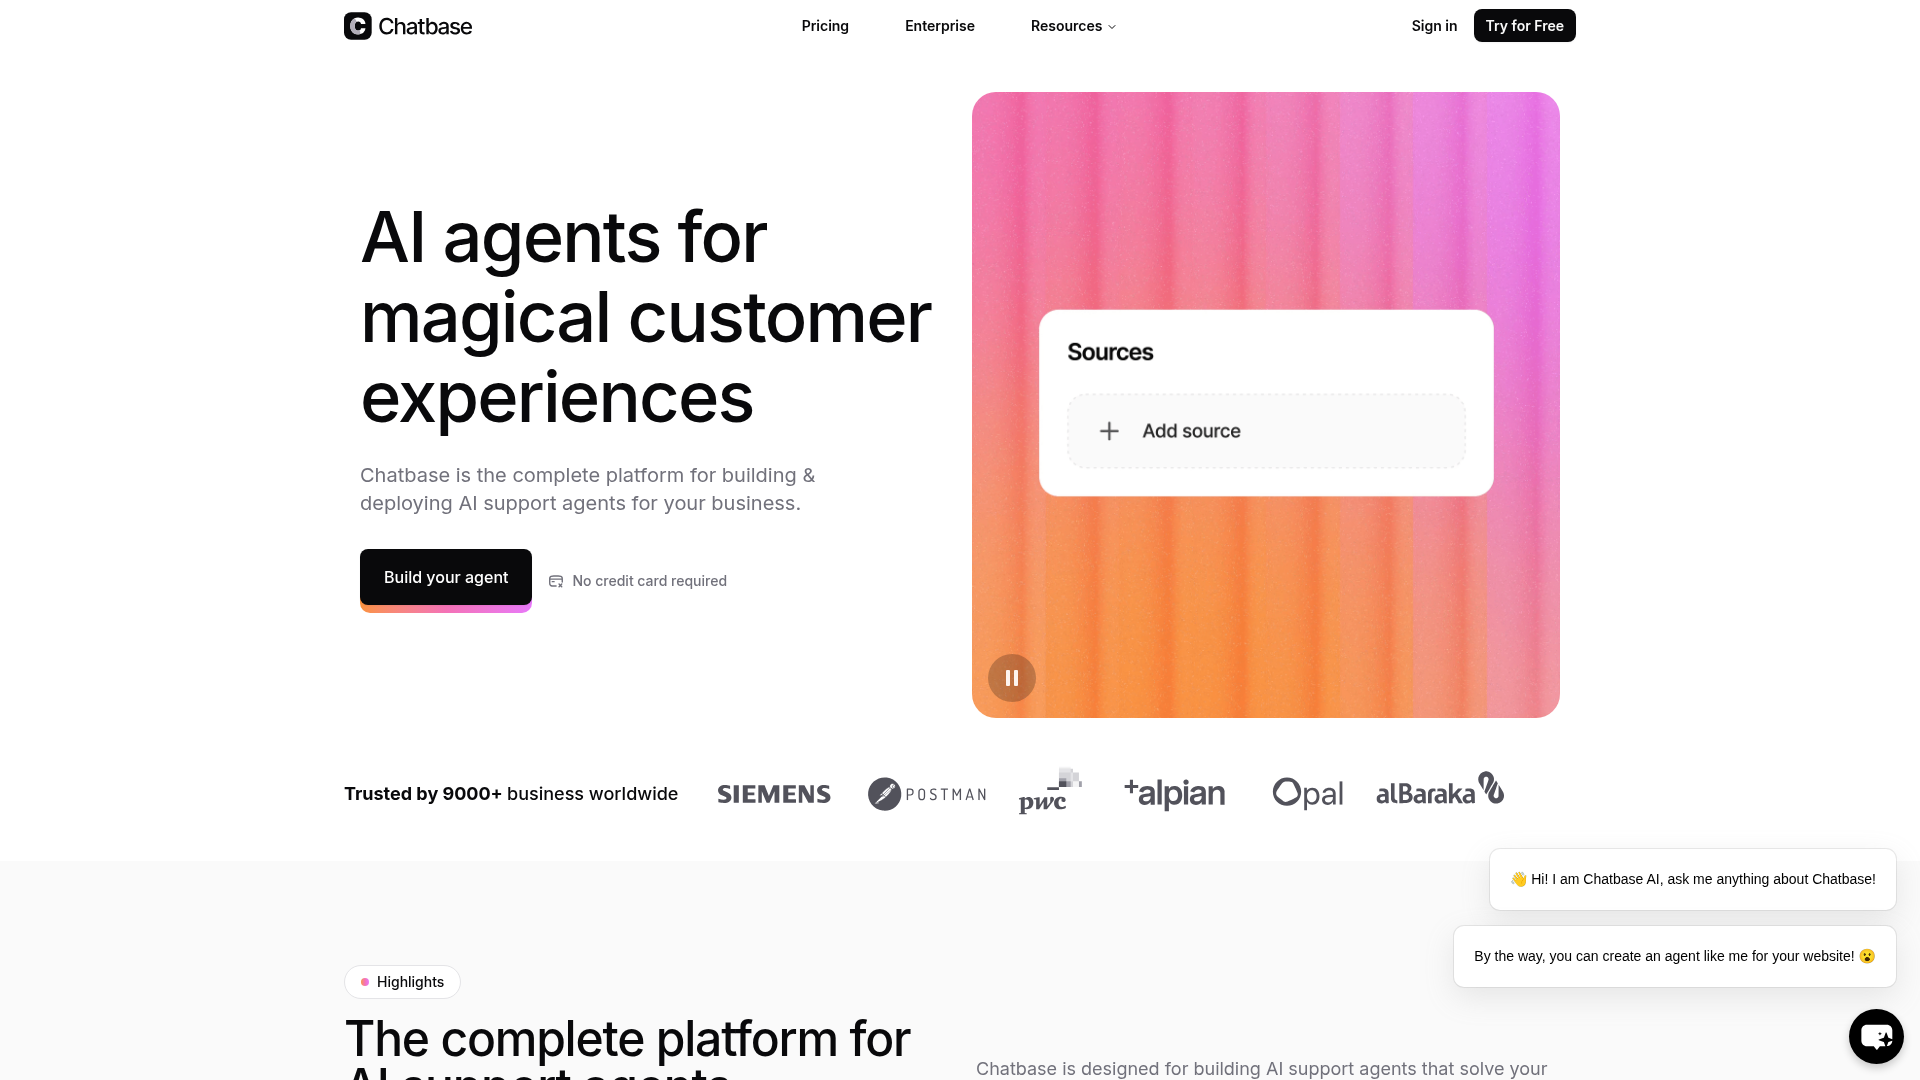 Chatbase
Pricing
Enterprise
Resources
Sign in
Try for Free
AI agents for
magical customer
experiences
Chatbase is the complete platform for building &
deploying AI support agents for your business.
Build your agent
No credit card required
Sources
Add source
Trusted by 9000+ business worldwide
SIEMENS
POSTMAN
pwc
+alpian
Opal
alBaraka
👋 Hi! I am Chatbase AI, ask me anything about Chatbase!
By the way, you can create an agent like me for your website! 😮
Highlights
The complete platform for
AI support agents
Chatbase is designed for building AI support agents that solve your